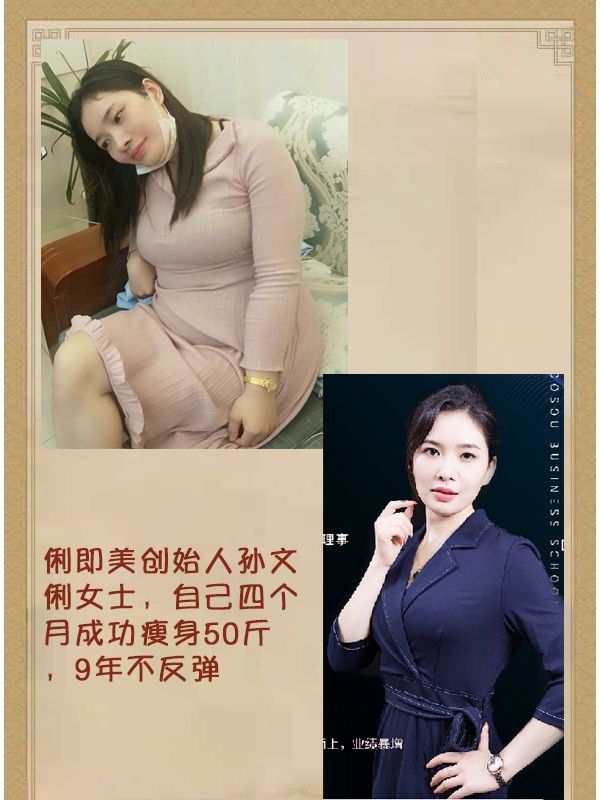 COSOU BUSINESS SCHOOL
理事
俐即美创始人孙文
俐女士，自己四个
月成功瘦身50斤
，9年不反弹
上，业绩暴增